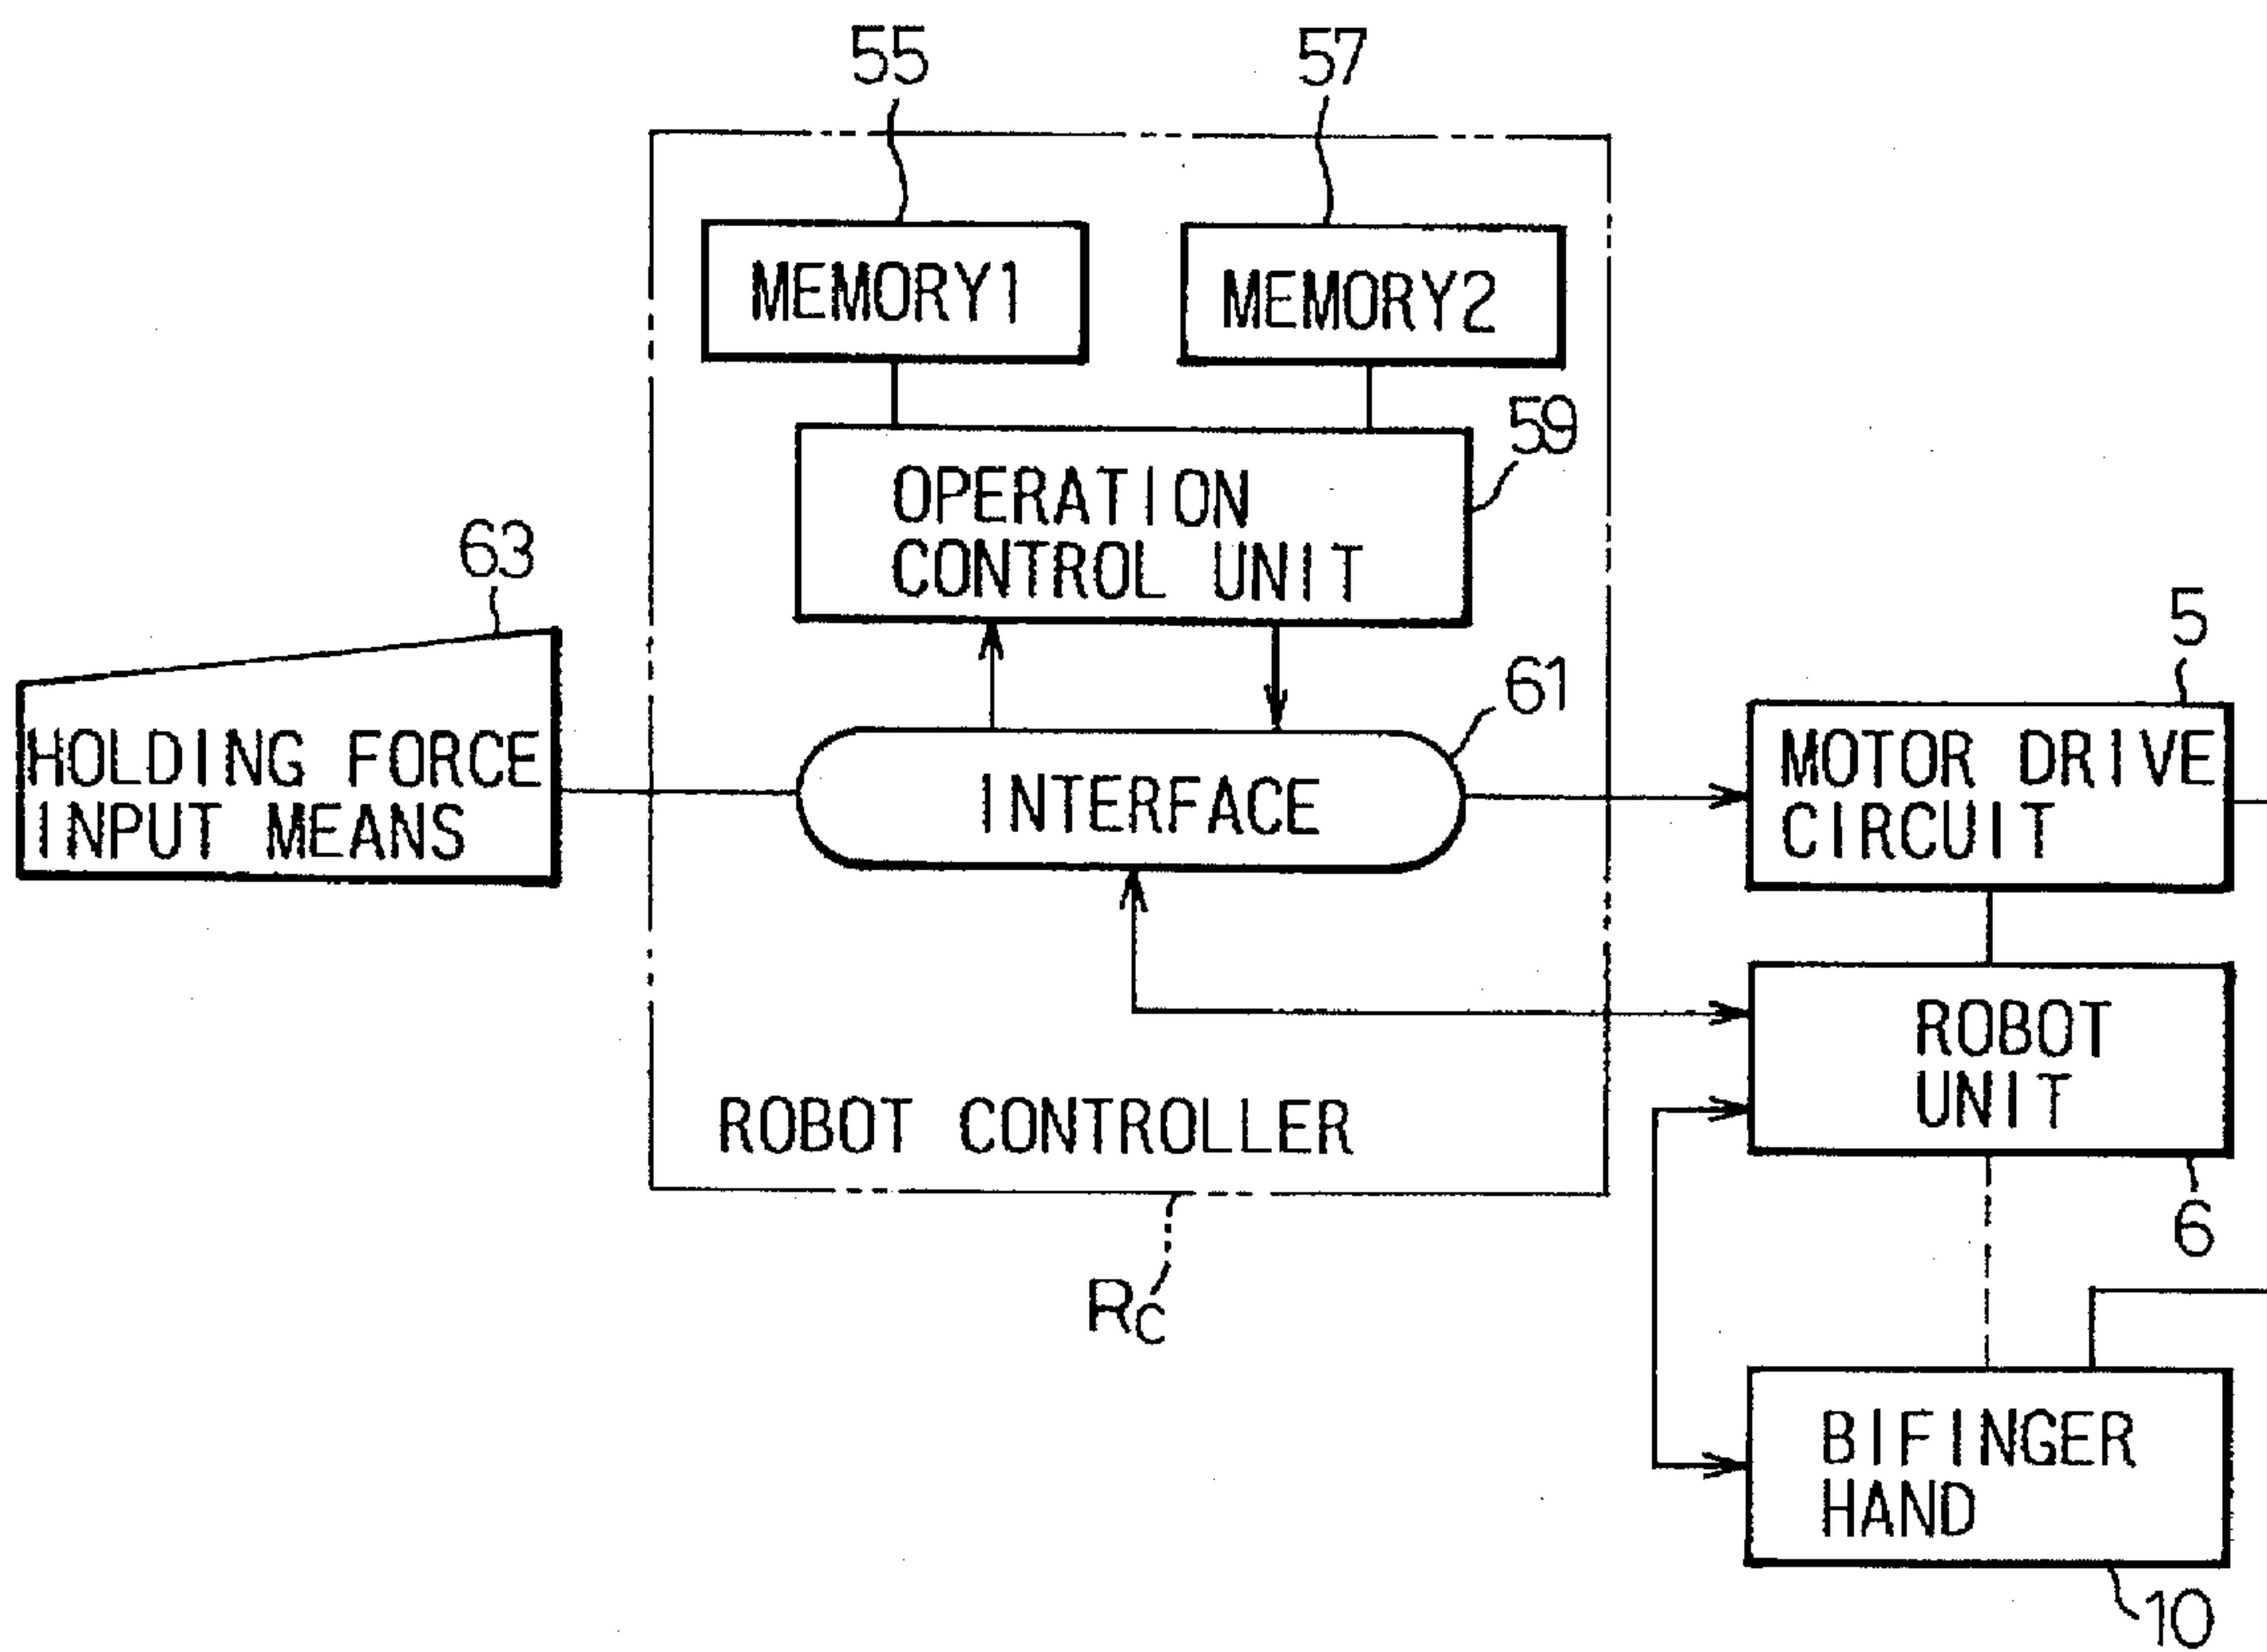 55
57
MEMORY1
MEMORY2
59
OPERATION
CONTROL UNIT
63
HOLDING FORCE
INPUT MEANS
61
INTERFACE
5
MOTOR DRIVE
CIRCUIT
ROBOT
UNIT
6
ROBOT CONTROLLER
Rc
BIFINGER
HAND
10